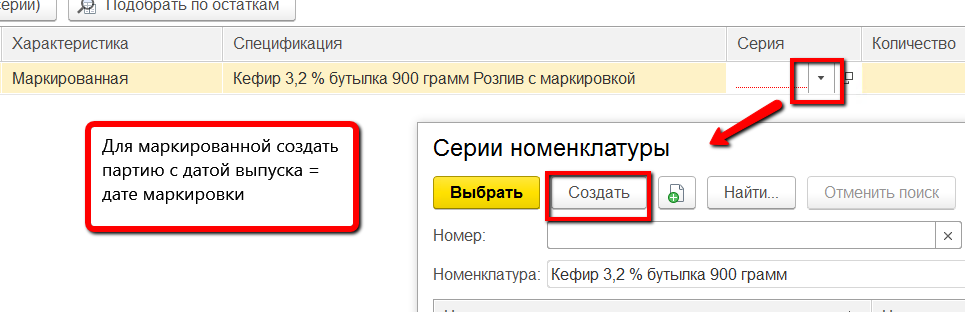 серии) Подобрать по остаткам
Характеристика Спецификация Серия Количество
Маркированная Кефир 3,2 % бутылка 900 грамм Розлив с маркировкой
Для маркированной создать
партию с датой выпуска =
дате маркировки
Серии номенклатуры
Выбрать Создать Найти... Отменить поиск
Номер:
Номенклатура: Кефир 3,2 % бутылка 900 грамм